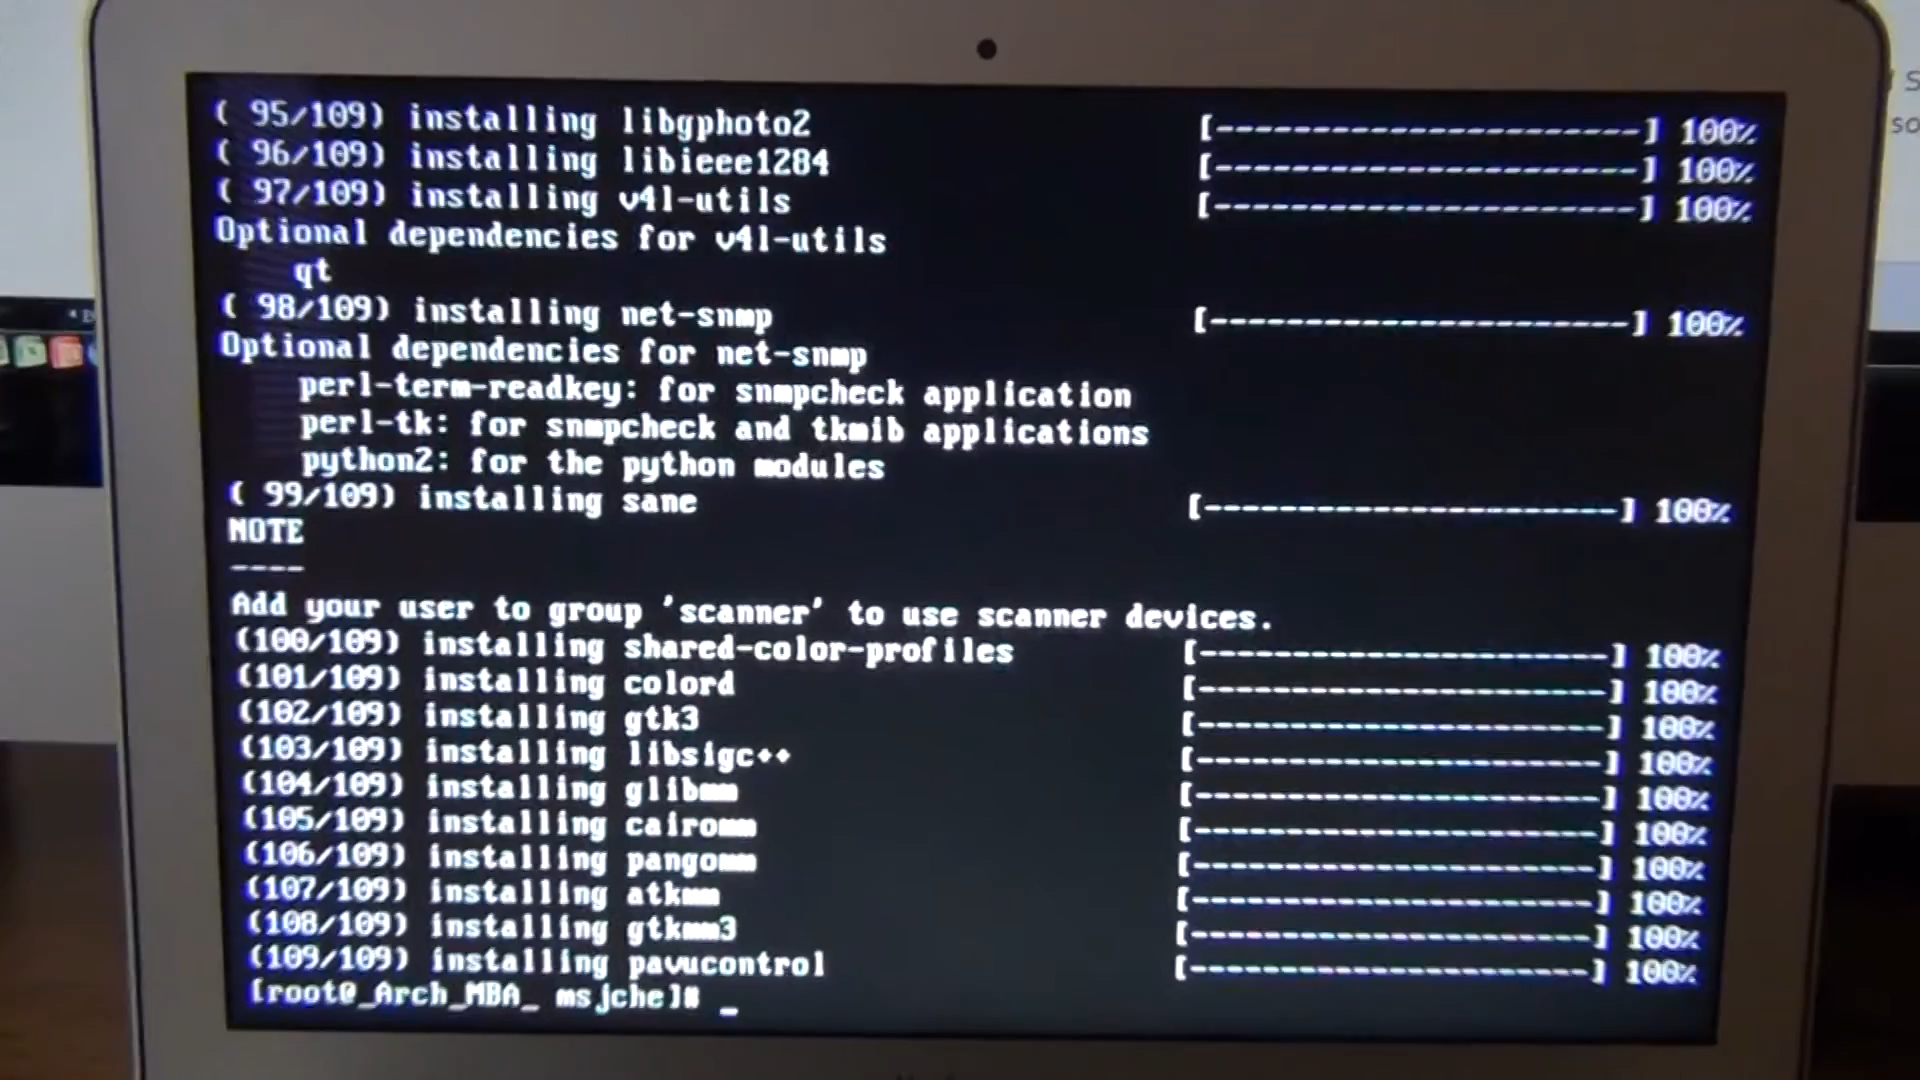 ( 95/109) installing libgphoto2 [----------------------] 100%
( 96/109) installing libieee1284 [----------------------] 100%
( 97/109) installing v4l-utils [----------------------] 100%
Optional dependencies for v4l-utils
qt
( 98/109) installing net-snmp [----------------------] 100%
Optional dependencies for net-snmp
perl-term-readkey: for snmpcheck application
perl-tk: for snmpcheck and tkmib applications
python2: for the python modules
( 99/109) installing sane [----------------------] 100%
NOTE
----
Add your user to group 'scanner' to use scanner devices.
(100/109) installing shared-color-profiles [----------------------] 100%
(101/109) installing colord [----------------------] 100%
(102/109) installing gtk3 [----------------------] 100%
(103/109) installing libsigc++ [----------------------] 100%
(104/109) installing glibmm [----------------------] 100%
(105/109) installing cairomm [----------------------] 100%
(106/109) installing pangomm [----------------------] 100%
(107/109) installing atkmm [----------------------] 100%
(108/109) installing gtkmm3 [----------------------] 100%
(109/109) installing pavucontrol [----------------------] 100%
[root@_Arch_MBA_ msjche]# _